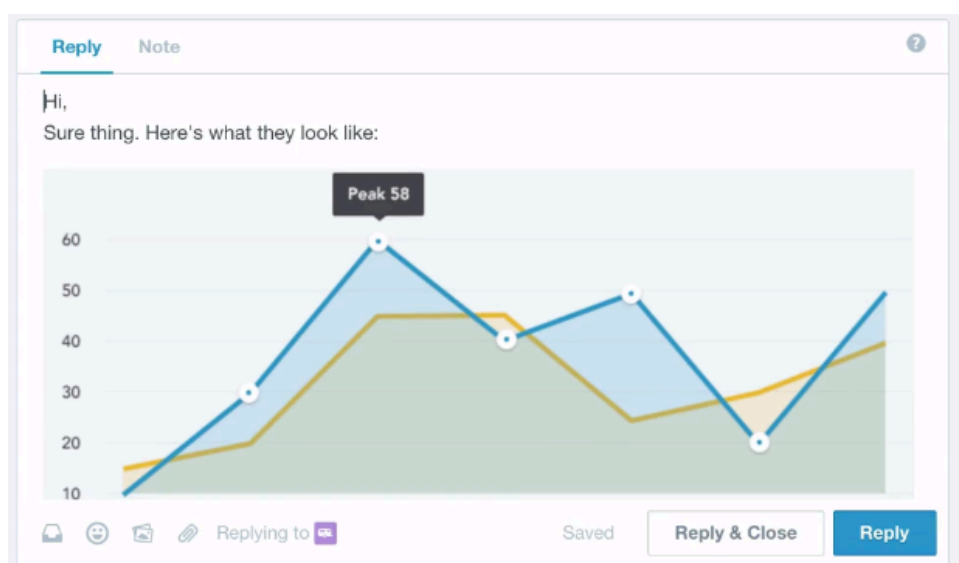 Reply Note
?
Hi,
Sure thing. Here's what they look like:
Peak 58
60
50
40
30
20
10
Replying to
Saved
Reply & Close
Reply